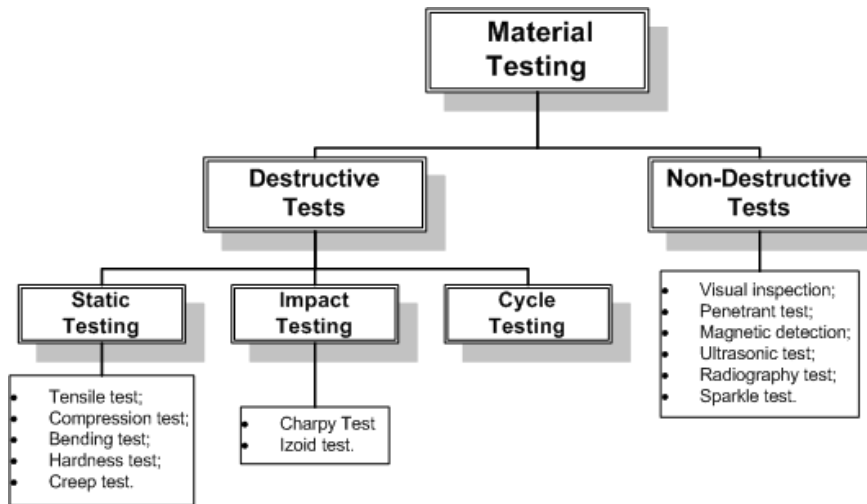 Material
Testing
Destructive
Tests
Non-Destructive
Tests
Static
Testing
Impact
Testing
Cycle
Testing
• Visual inspection;
• Penetrant test;
• Magnetic detection;
• Ultrasonic test;
• Radiography test;
• Sparkle test.
• Tensile test;
• Compression test;
• Bending test;
• Hardness test;
• Creep test.
• Charpy Test
• Izoid test.